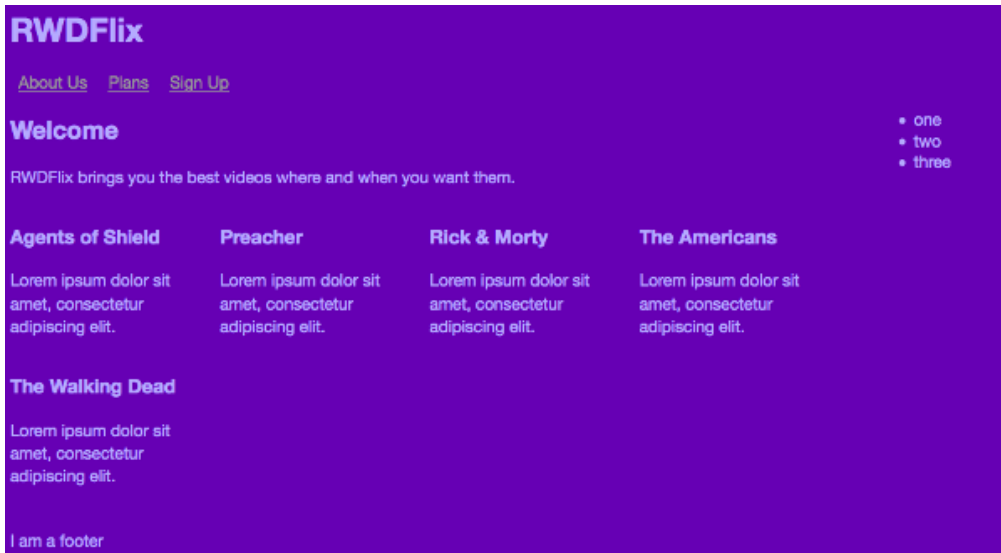 RWDFlix
About Us Plans Sign Up
Welcome
RWDFlix brings you the best videos where and when you want them.
• one
• two
• three
Agents of Shield
Lorem ipsum dolor sit
amet, consectetur
adipiscing elit.
Preacher
Lorem ipsum dolor sit
amet, consectetur
adipiscing elit.
Rick & Morty
Lorem ipsum dolor sit
amet, consectetur
adipiscing elit.
The Americans
Lorem ipsum dolor sit
amet, consectetur
adipiscing elit.
The Walking Dead
Lorem ipsum dolor sit
amet, consectetur
adipiscing elit.
I am a footer